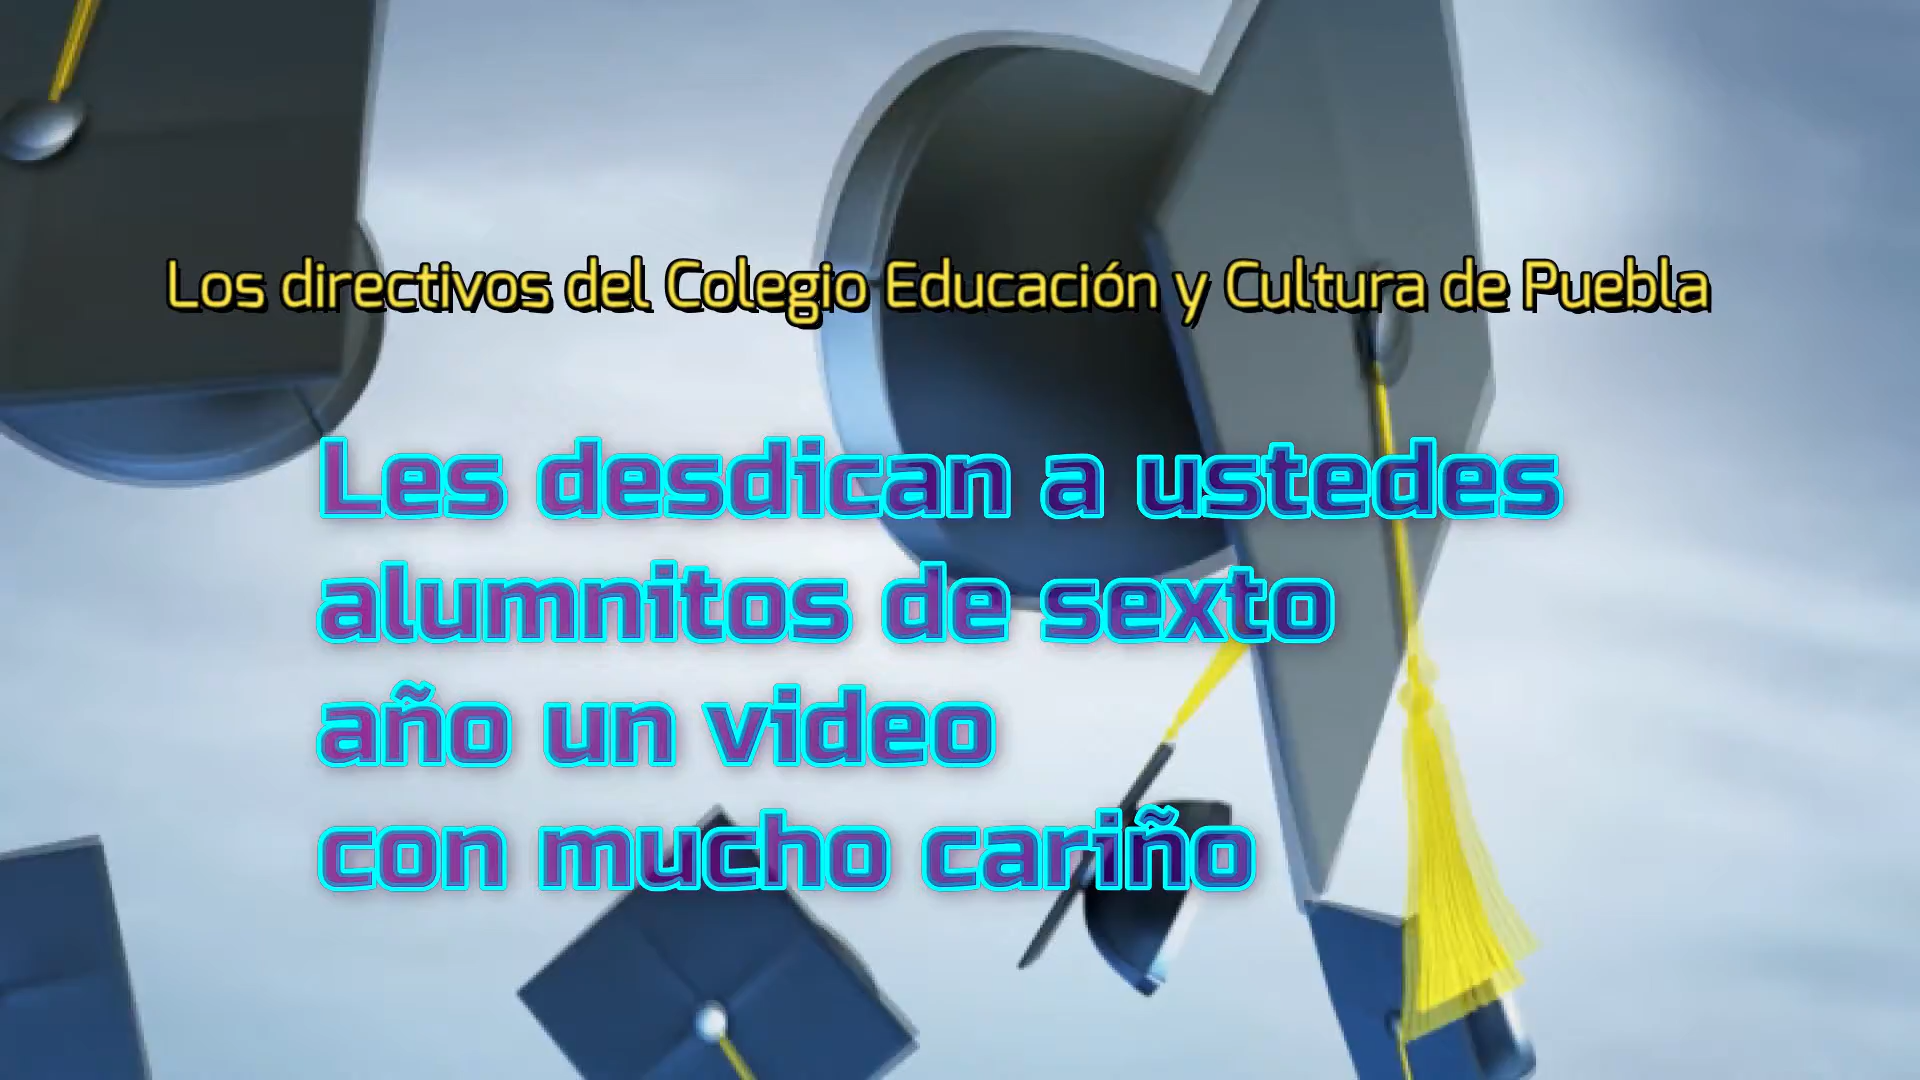 Los directivos del Colegio Educación y Cultura de Puebla
Les desdican a ustedes
alumnitos de sexto
año un video
con mucho cariño